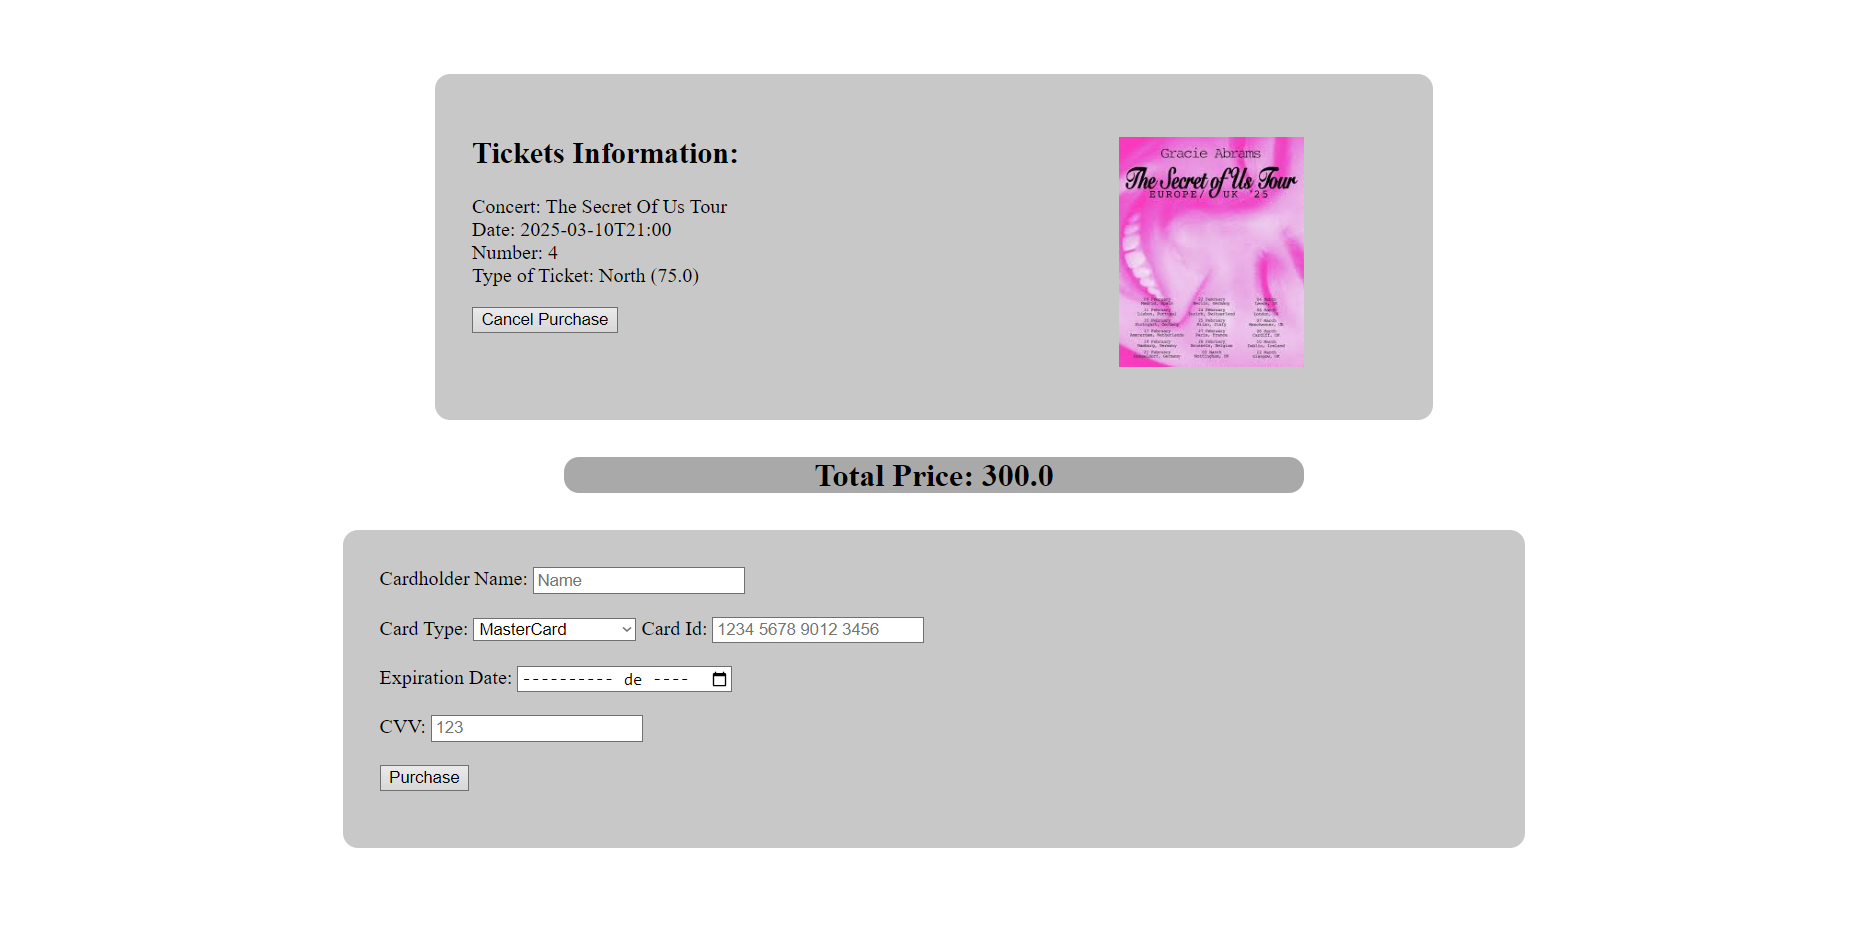 Tickets Information:
Concert: The Secret Of Us Tour
Date: 2025-03-10T21:00
Number: 4
Type of Ticket: North (75.0)
Cancel Purchase
Gracie Abrams
The Secret of Us Tour
EUROPE/ UK '25
Total Price: 300.0
Cardholder Name: Name
Card Type: MasterCard Card Id: 1234 5678 9012 3456
Expiration Date: ---------- de ----
CVV: 123
Purchase